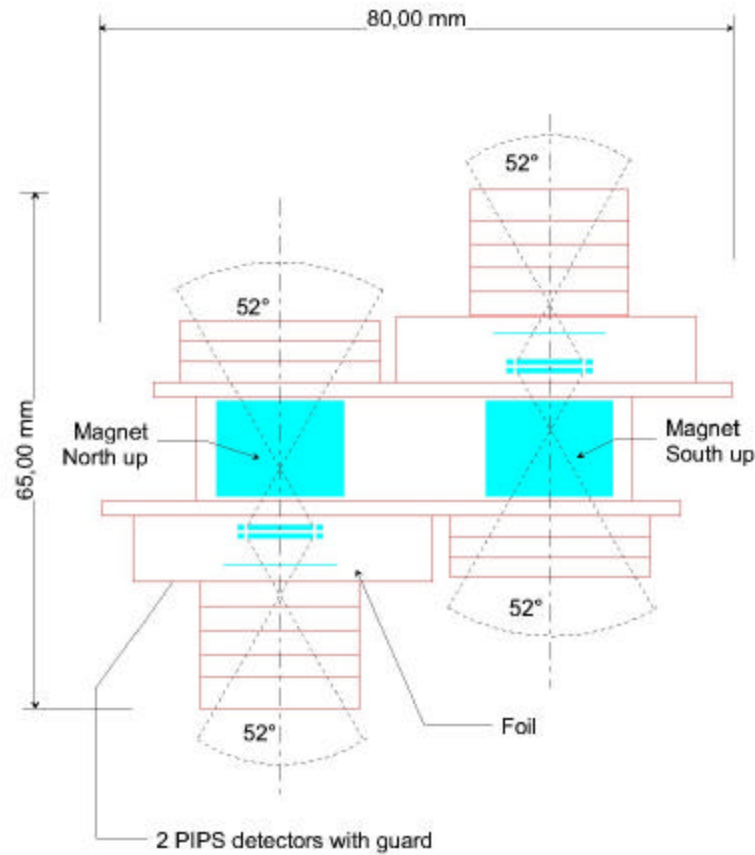 80,00 mm
52°
52°
65,00 mm
Magnet
North up
Magnet
South up
52°
52°
Foil
2 PIPS detectors with guard